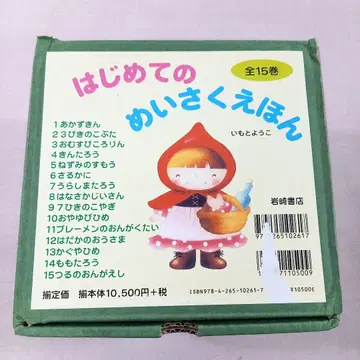 はじめての
めいさくえほん
全15巻
いもとようこ
1あかずきん
2 3びきのこぶた
3おむすびころりん
4きんたろう
5ねずみのすもう
6さるかに
7うらしまたろう
8はなさかじいさん
9 7ひきのこやぎ
10おやゆびひめ
11ブレーメンのおんがくたい
12はだかのおうさま
13かぐやひめ
14ももたろう
15つるのおんがえし
岩崎書店
9784265102617
揃定価 揃本体10,500円+税
ISBN978-4-265-10261-7
¥10500E